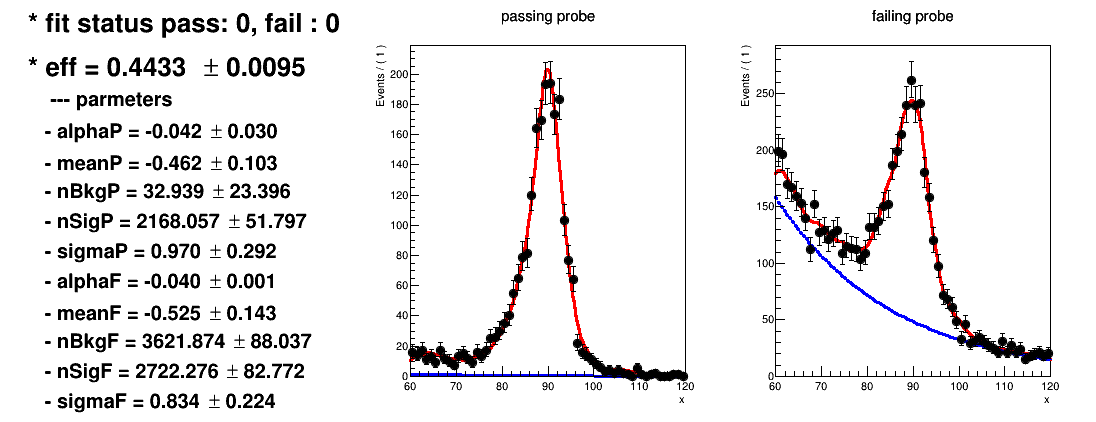 * fit status pass: 0, fail : 0
* eff = 0.4433 ± 0.0095
--- parmeters
- alphaP = -0.042 ± 0.030
- meanP = -0.462 ± 0.103
- nBkgP = 32.939 ± 23.396
- nSigP = 2168.057 ± 51.797
- sigmaP = 0.970 ± 0.292
- alphaF = -0.040 ± 0.001
- meanF = -0.525 ± 0.143
- nBkgF = 3621.874 ± 88.037
- nSigF = 2722.276 ± 82.772
- sigmaF = 0.834 ± 0.224
passing probe
Events / ( 1 )
200
180
160
140
120
100
80
60
40
20
0
60 70 80 90 100 110 120
x
failing probe
Events / ( 1 )
250
200
150
100
50
0
60 70 80 90 100 110 120
x